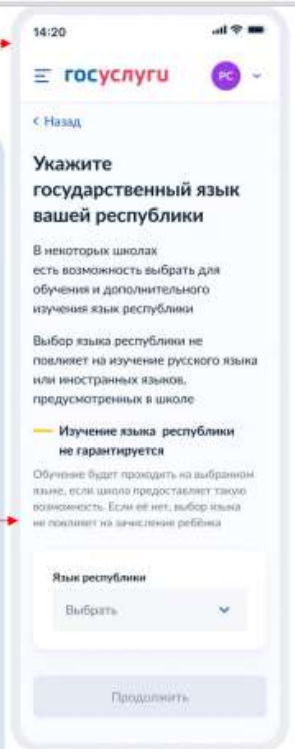 14:20
госуслуги
РС
< Назад
Укажите
государственный язык
вашей республики
В некоторых школах
есть возможность выбрать для
обучения и дополнительного
изучения язык республики
Выбор языка республики не
повлияет на изучение русского языка
или иностранных языков,
предусмотренных в школе
Изучение языка республики
не гарантируется
Обучение будет проходить на выбранном
языке, если школа предоставляет такую
возможность. Если её нет, выбор языка
не повлияет на зачисление ребёнка
Язык республики
Выбрать
Продолжить